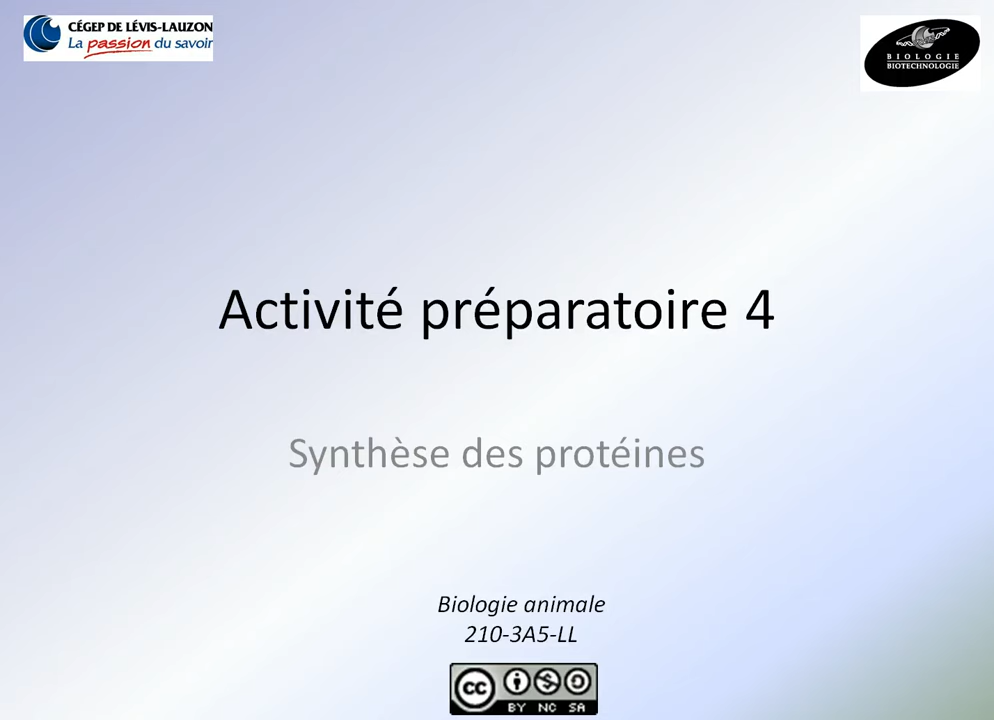 CÉGEP DE LÉVIS-LAUZON
La passion du savoir
BIOLOGIE
BIOTECHNOLOGIE
Activité préparatoire 4
Synthèse des protéines
Biologie animale
210-3A5-LL
cc
BY NC SA